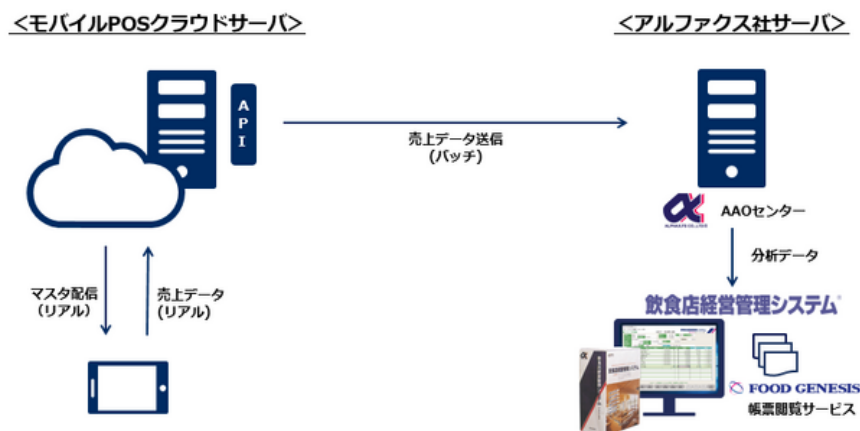 <モバイルPOSクラウドサーバ>
<アルファクス社サーバ>
API
売上データ送信
(バッチ)
AAOセンター
マスタ配信
(リアル)
売上データ
(リアル)
分析データ
飲食店経営管理システム
FOOD GENESIS
帳票閲覧サービス